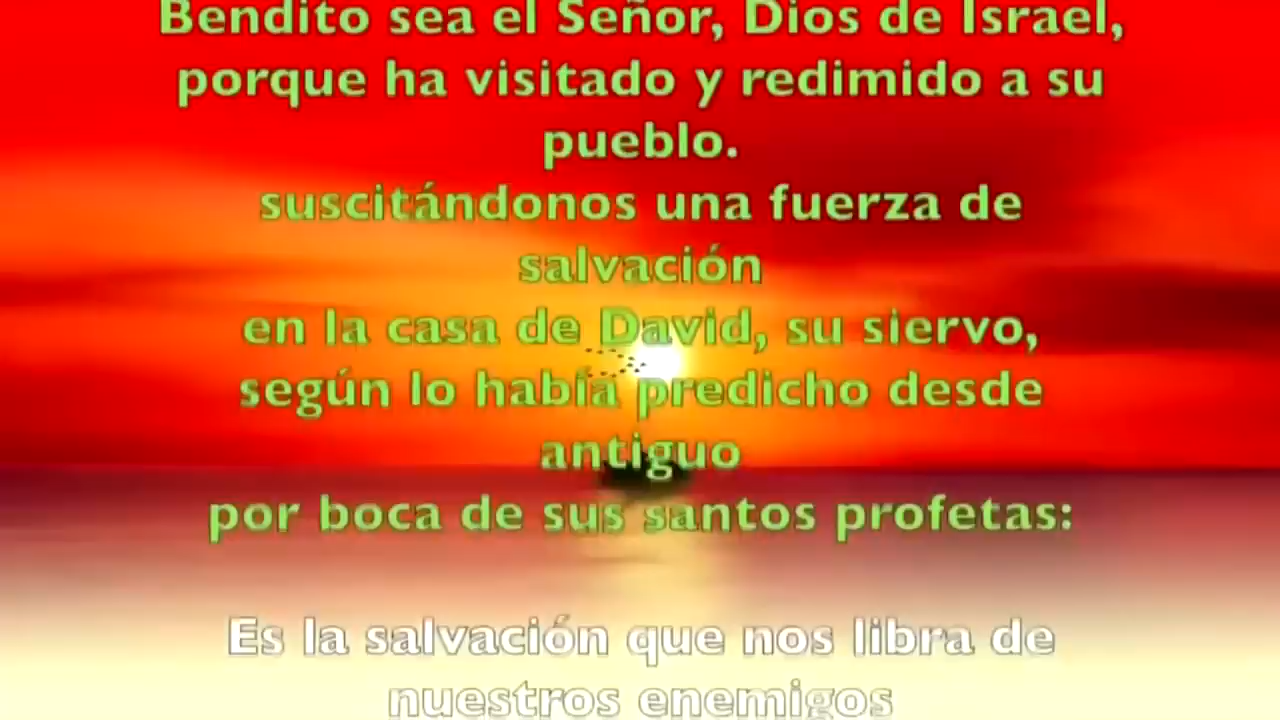 Bendito sea el Señor, Dios de Israel,
porque ha visitado y redimido a su
pueblo.
suscitándonos una fuerza de
salvación
en la casa de David, su siervo,
según lo había predicho desde
antiguo
por boca de sus santos profetas:
Es la salvación que nos libra de
nuestros enemigos